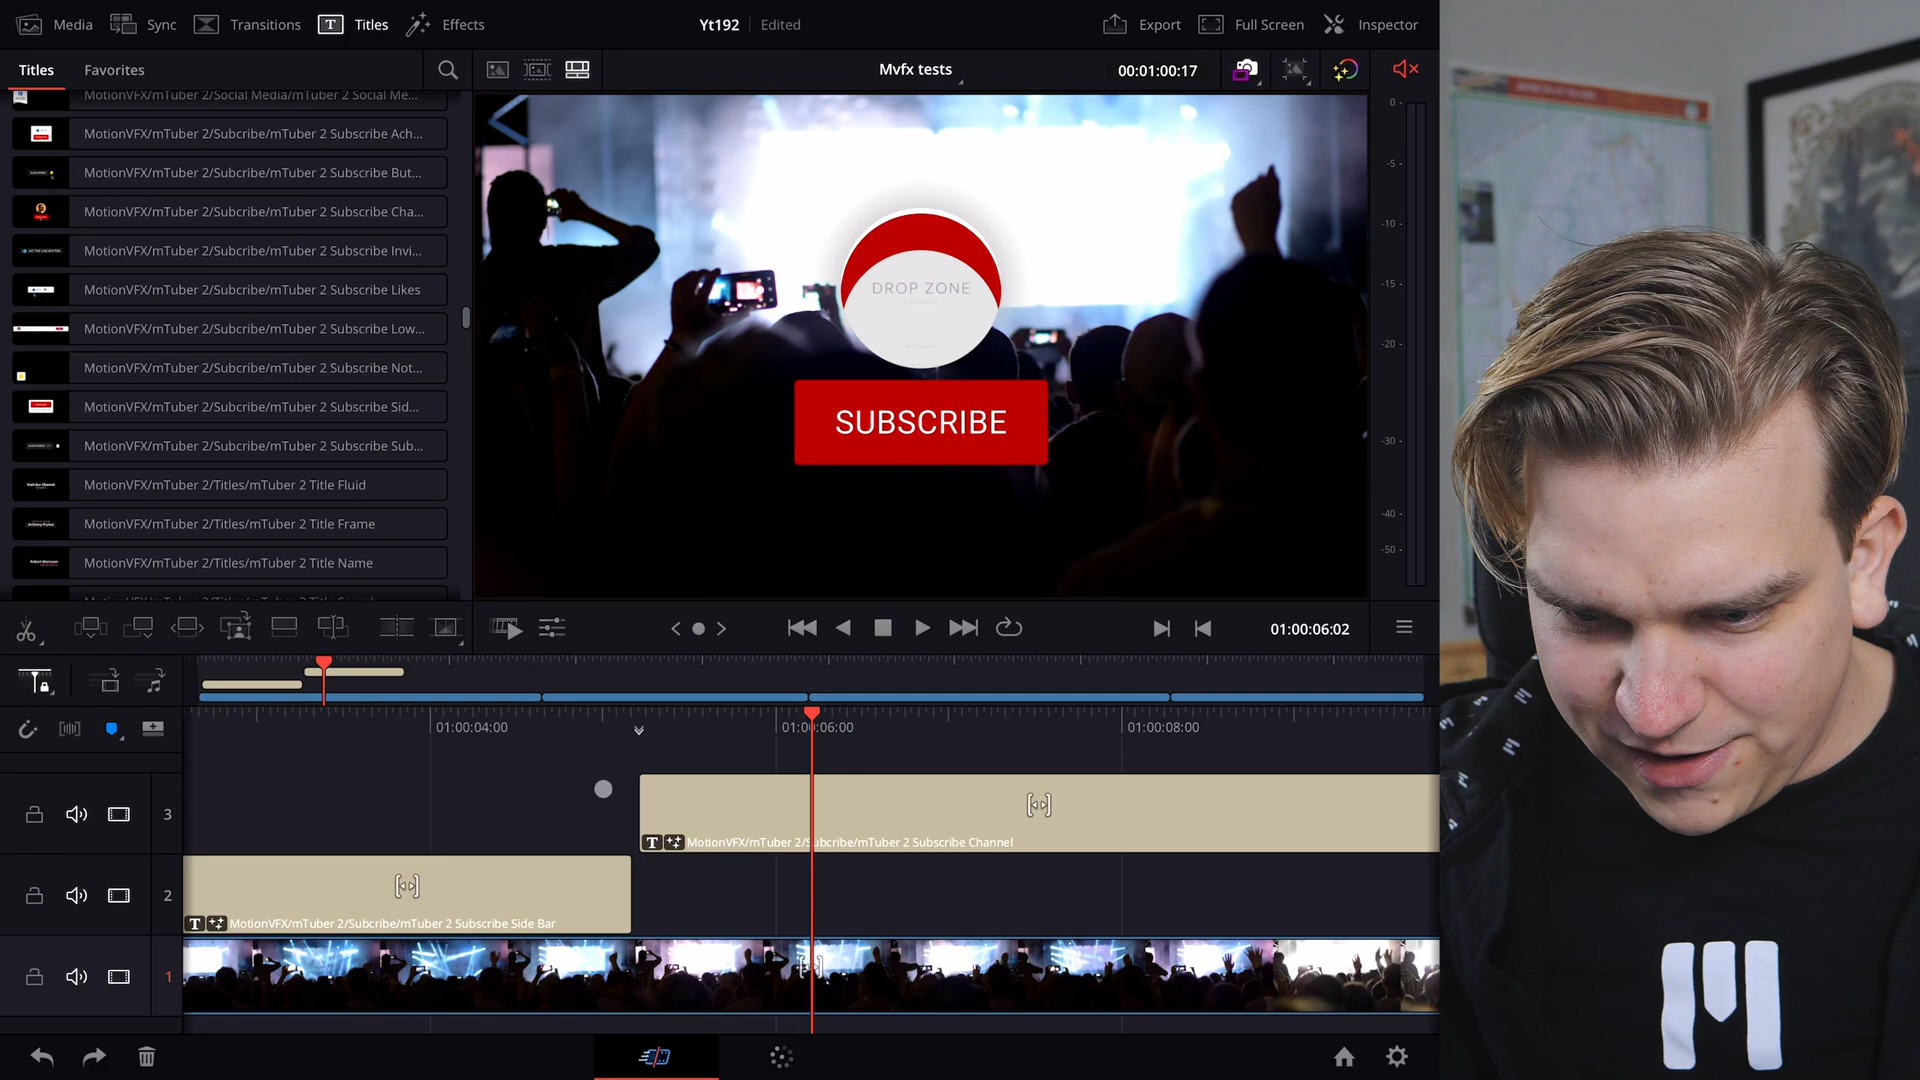 Media Sync Transitions Titles Effects Yt192 Edited Export Full Screen Inspector
Titles Favorites Mvfx tests 00:01:00:17
MotionVFX/mTuber 2/Social Media/mTuber 2 Social Me...
MotionVFX/mTuber 2/Subcribe/mTuber 2 Subscribe Ach...
MotionVFX/mTuber 2/Subcribe/mTuber 2 Subscribe But...
MotionVFX/mTuber 2/Subcribe/mTuber 2 Subscribe Cha...
MotionVFX/mTuber 2/Subcribe/mTuber 2 Subscribe Invi...
MotionVFX/mTuber 2/Subcribe/mTuber 2 Subscribe Likes
MotionVFX/mTuber 2/Subcribe/mTuber 2 Subscribe Low...
MotionVFX/mTuber 2/Subcribe/mTuber 2 Subscribe Not...
MotionVFX/mTuber 2/Subcribe/mTuber 2 Subscribe Sid...
MotionVFX/mTuber 2/Subcribe/mTuber 2 Subscribe Sub...
MotionVFX/mTuber 2/Titles/mTuber 2 Title Fluid
MotionVFX/mTuber 2/Titles/mTuber 2 Title Frame
MotionVFX/mTuber 2/Titles/mTuber 2 Title Name
DROP ZONE
SUBSCRIBE
0 -
-5 -
-10 -
-15 -
-20 -
-30 -
-40 -
-50 -
01:00:06:02
01:00:04:00 01:00:06:00 01:00:08:00
3
T MotionVFX/mTuber 2/Subcribe/mTuber 2 Subscribe Channel
2
T MotionVFX/mTuber 2/Subcribe/mTuber 2 Subscribe Side Bar
1